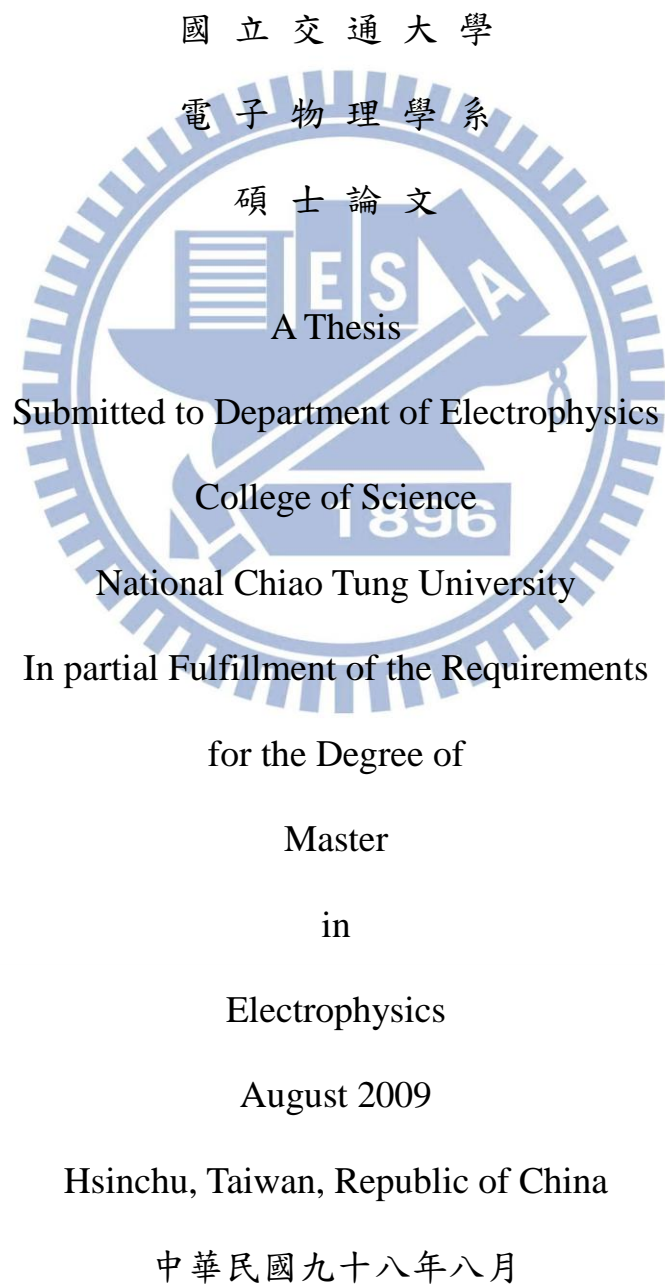 國立交通大學
電子物理學系
碩士論文
ESA
A Thesis
Submitted to Department of Electrophysics
College of Science
1896
National Chiao Tung University
In partial Fulfillment of the Requirements
for the Degree of
Master
in
Electrophysics
August 2009
Hsinchu, Taiwan, Republic of China
中華民國九十八年八月